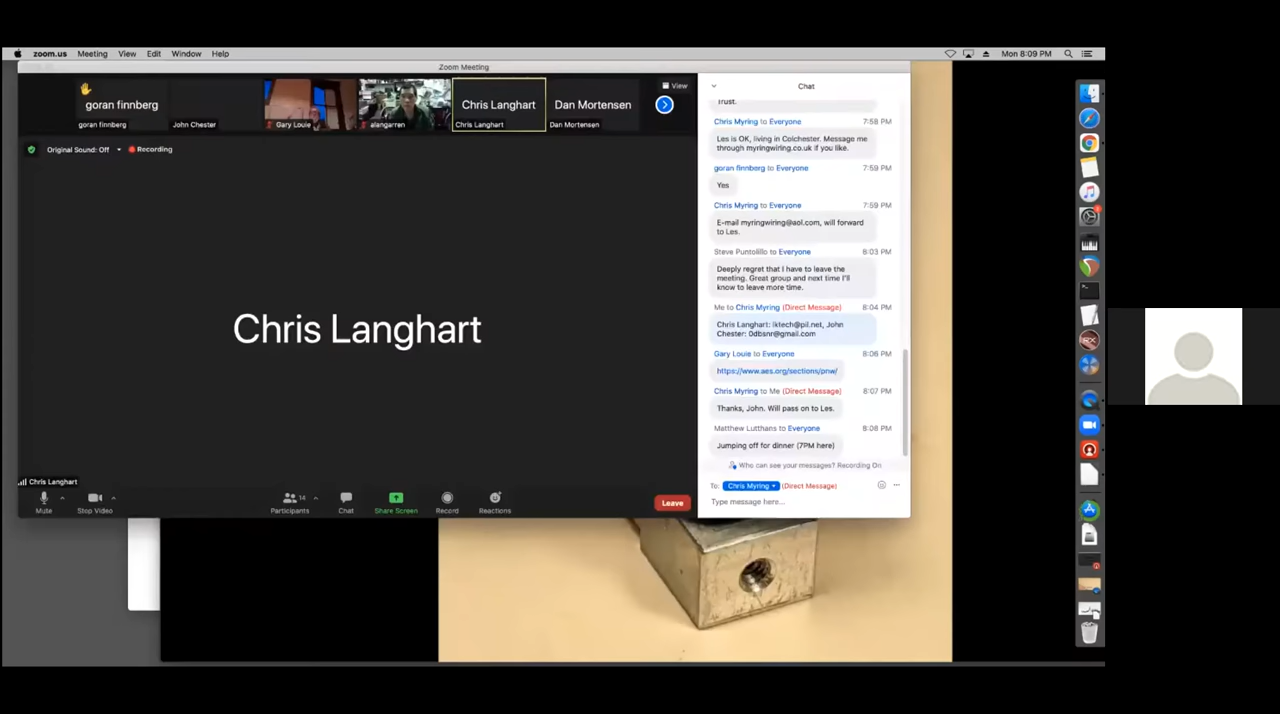 zoom.us Meeting View Edit Window Help
Mon 8:09 PM
Zoom Meeting
goran finnberg
goran finnberg
John Chester
Gary Louie
alangarren
Chris Langhart
Chris Langhart
Dan Mortensen
Dan Mortensen
View
Original Sound: Off
Recording
Chris Langhart
Chris Langhart
Mute
Stop Video
Participants
14
Chat
Share Screen
Record
Reactions
Leave
Chat
Trust.
Chris Myring to Everyone 7:58 PM
Les is OK, living in Colchester. Message me
through myringwiring.co.uk if you like.
goran finnberg to Everyone 7:59 PM
Yes
Chris Myring to Everyone 7:59 PM
E-mail myringwiring@aol.com, will forward
to Les.
Steve Puntolillo to Everyone 8:03 PM
Deeply regret that I have to leave the
meeting. Great group and next time I'll
know to leave more time.
Me to Chris Myring (Direct Message) 8:04 PM
Chris Langhart: lktech@pil.net, John
Chester: 0dbsnr@gmail.com
Gary Louie to Everyone 8:06 PM
https://www.aes.org/sections/pnw/
Chris Myring to Me (Direct Message) 8:07 PM
Thanks, John. Will pass on to Les.
Matthew Lutthans to Everyone 8:08 PM
Jumping off for dinner (7PM here)
Who can see your messages? Recording On
To: Chris Myring (Direct Message)
Type message here...